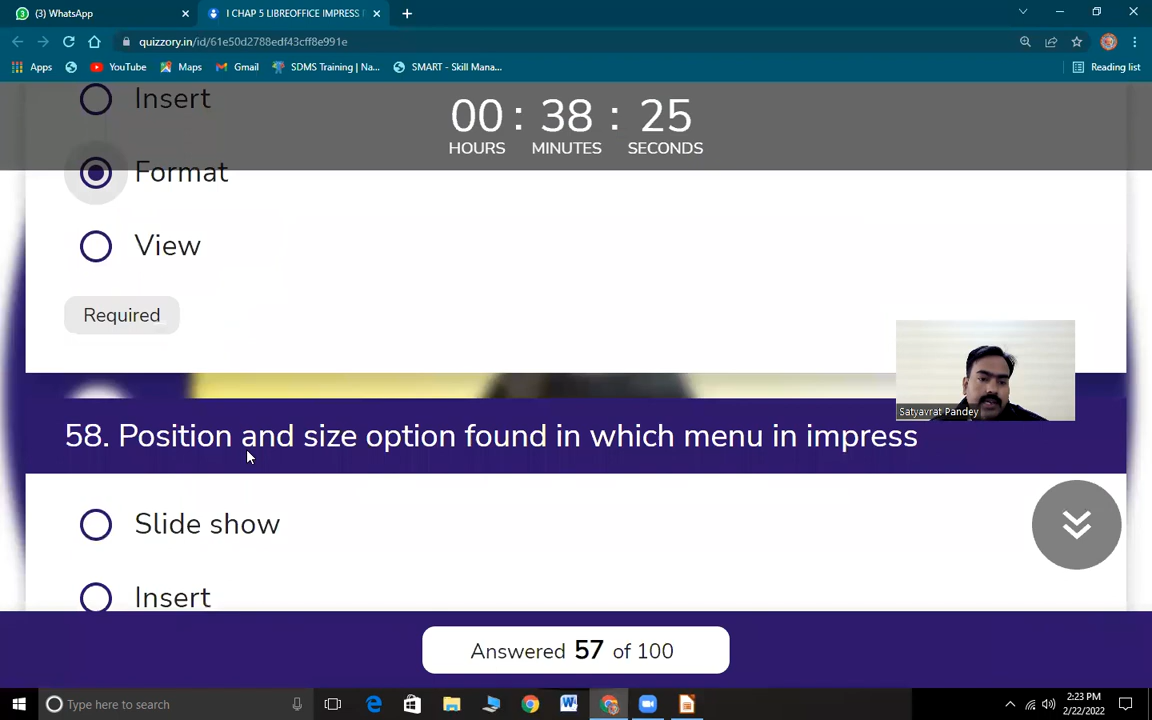 (3) WhatsApp
I CHAP 5 LIBREOFFICE IMPRESS
quizzory.in/id/61e50d2788edf43cff8e991e
Apps
YouTube
Maps
Gmail
SDMS Training | Na...
SMART - Skill Mana...
Reading list
Insert
00 : 38 : 25
HOURS MINUTES SECONDS
Format
View
Required
Satyavrat Pandey
58. Position and size option found in which menu in impress
Slide show
Insert
Answered 57 of 100
Type here to search
2:23 PM
2/22/2022